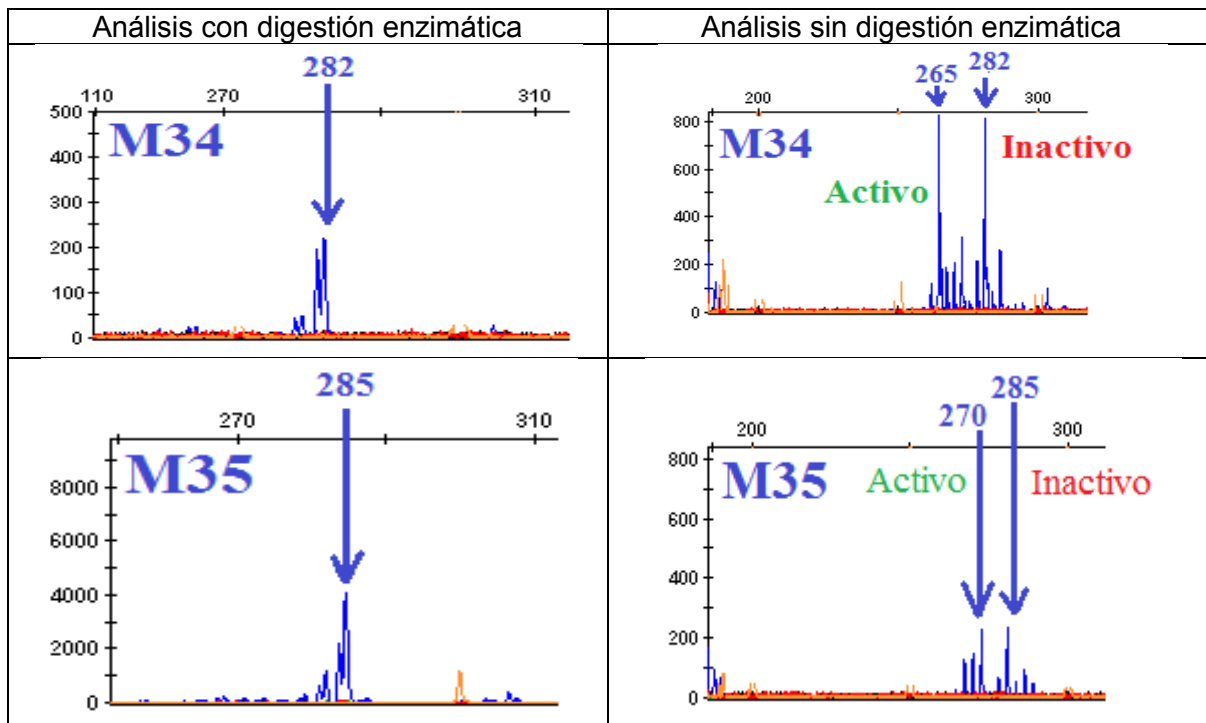 Análisis con digestión enzimática
Análisis sin digestión enzimática
282
110 270 310
500
400
300
200
100
0
M34
265 282
200 300
800
600
400
200
0
M34
Activo
Inactivo
285
270 310
8000
6000
4000
2000
0
M35
270 285
200 300
800
600
400
200
0
M35
Activo
Inactivo